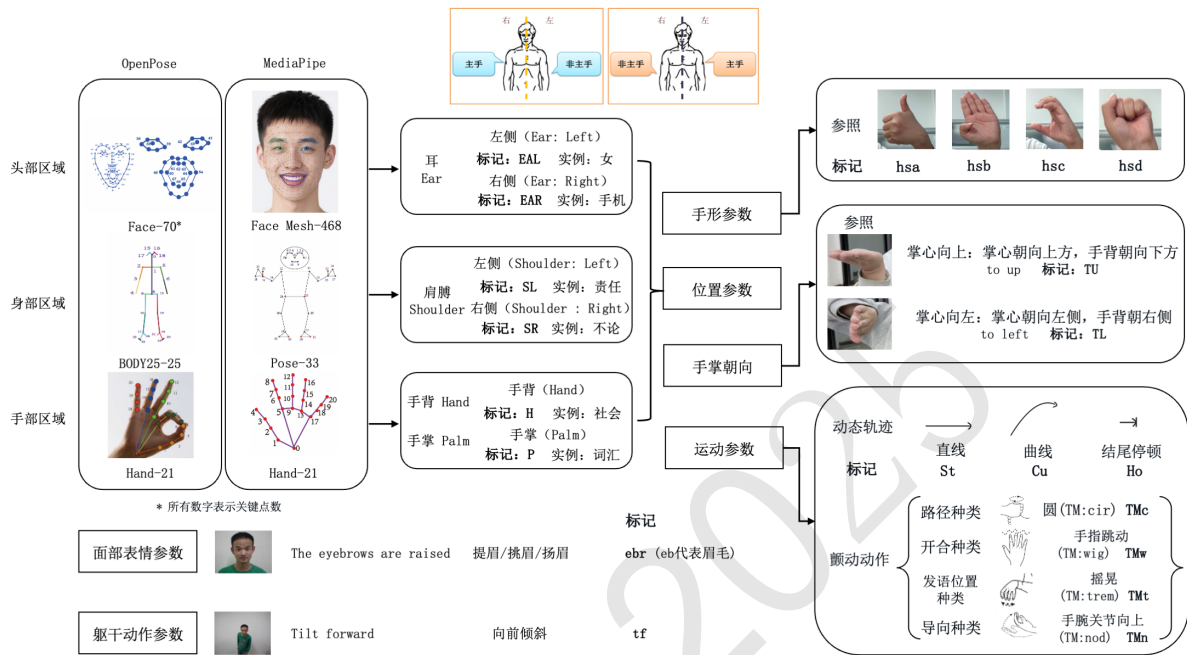 右 左
主手 非主手
右 左
非主手 主手
OpenPose
MediaPipe
头部区域
Face-70*
Face Mesh-468
身部区域
BODY25-25
Pose-33
手部区域
Hand-21
Hand-21
* 所有数字表示关键点数
耳
Ear
左侧（Ear: Left）
标记：EAL 实例：女
右侧（Ear: Right）
标记：EAR 实例：手机
肩膊
Shoulder
左侧（Shoulder: Left）
标记：SL 实例：责任
右侧（Shoulder : Right）
标记：SR 实例：不论
手背 Hand
手背（Hand）
标记：H 实例：社会
手掌 Palm
手掌（Palm）
标记：P 实例：词汇
手形参数
位置参数
手掌朝向
运动参数
参照
标记 hsa hsb hsc hsd
参照
掌心向上：掌心朝向上方，手背朝向下方
to up 标记：TU
掌心向左：掌心朝向左侧，手背朝右侧
to left 标记：TL
动态轨迹
直线 曲线 结尾停顿
标记 St Cu Ho
颤动动作
路径种类 圆(TM:cir) TMc
开合种类 手指跳动
(TM:wig) TMw
发语位置
种类
摇晃
(TM:trem) TMt
导向种类 手腕关节向上
(TM:nod) TMn
标记
面部表情参数 The eyebrows are raised 提眉/挑眉/扬眉 ebr (eb代表眉毛)
躯干动作参数 Tilt forward 向前倾斜 tf
2025